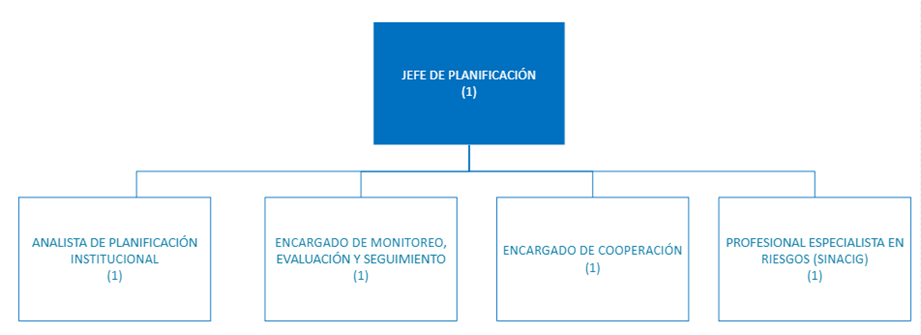 JEFE DE PLANIFICACIÓN
(1)
ANALISTA DE PLANIFICACIÓN
INSTITUCIONAL
(1)
ENCARGADO DE MONITOREO,
EVALUACIÓN Y SEGUIMIENTO
(1)
ENCARGADO DE COOPERACIÓN
(1)
PROFESIONAL ESPECIALISTA EN
RIESGOS (SINACIG)
(1)